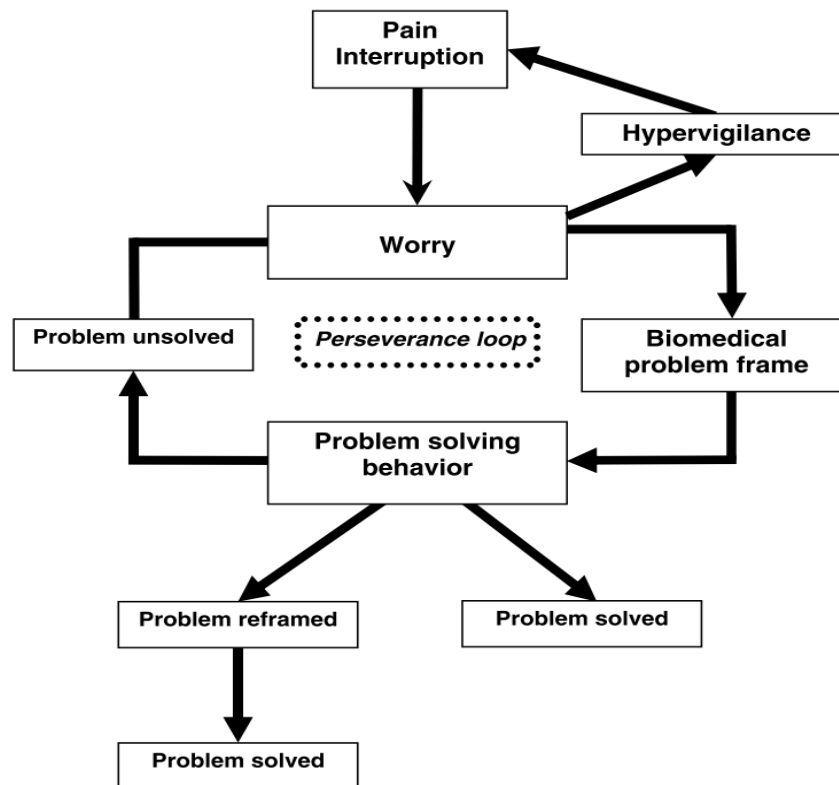 Pain
Interruption
Hypervigilance
Worry
Problem unsolved
Perseverance loop
Biomedical
problem frame
Problem solving
behavior
Problem reframed
Problem solved
Problem solved